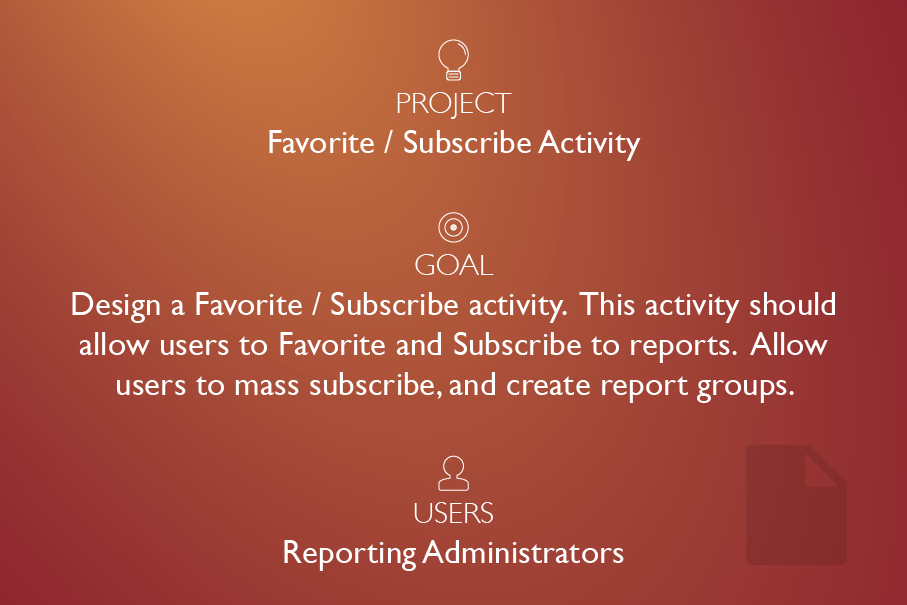 PROJECT
Favorite / Subscribe Activity
GOAL
Design a Favorite / Subscribe activity. This activity should
allow users to Favorite and Subscribe to reports. Allow
users to mass subscribe, and create report groups.
USERS
Reporting Administrators